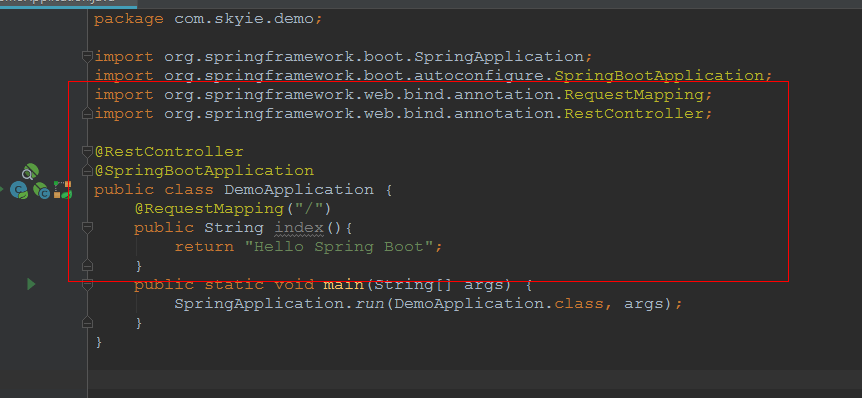 package com.skyie.demo;
import org.springframework.boot.SpringApplication;
import org.springframework.boot.autoconfigure.SpringBootApplication;
import org.springframework.web.bind.annotation.RequestMapping;
import org.springframework.web.bind.annotation.RestController;
@RestController
@SpringBootApplication
public class DemoApplication {
@RequestMapping("/")
public String index(){
return "Hello Spring Boot";
}
public static void main(String[] args) {
SpringApplication.run(DemoApplication.class, args);
}
}